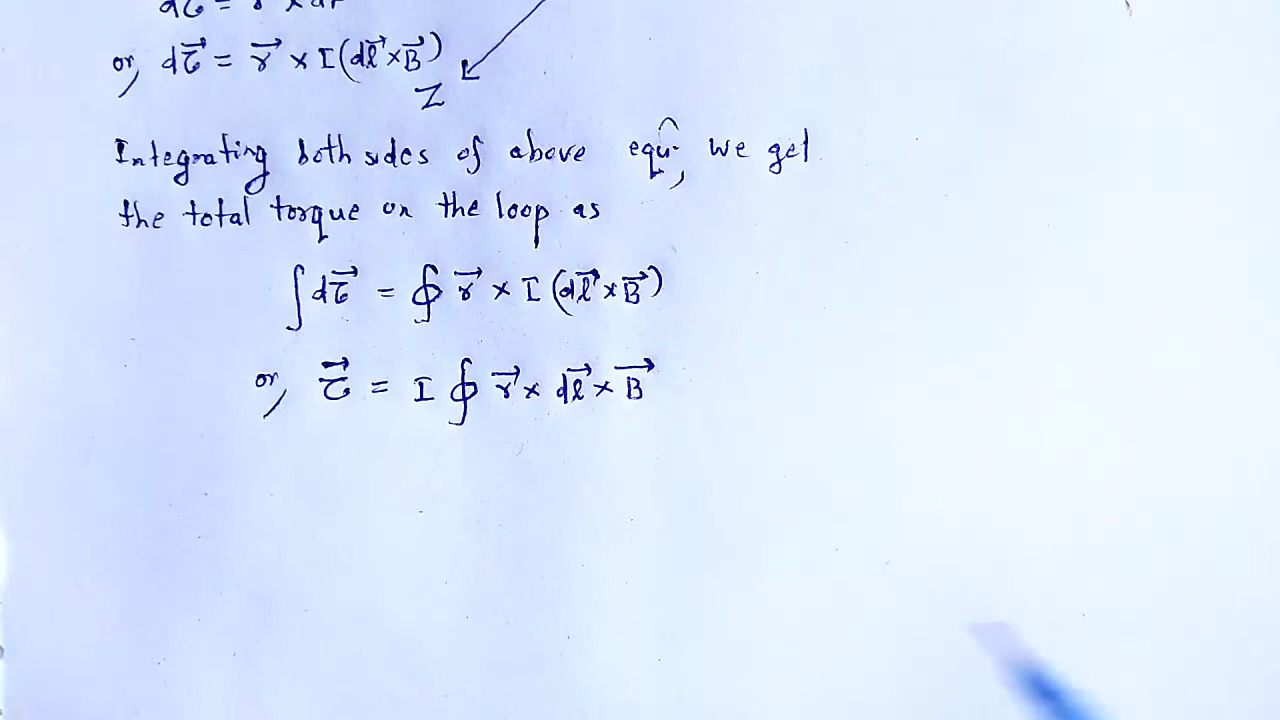 or, dτ⃗ = r⃗ × I(dl⃗ × B⃗)
Z
Integrating both sides of above equn., we get
the total torque on the loop as
∫dτ⃗ = ∮ r⃗ × I (dl⃗ × B⃗)
or, τ⃗ = I ∮ r⃗ × dl⃗ × B⃗